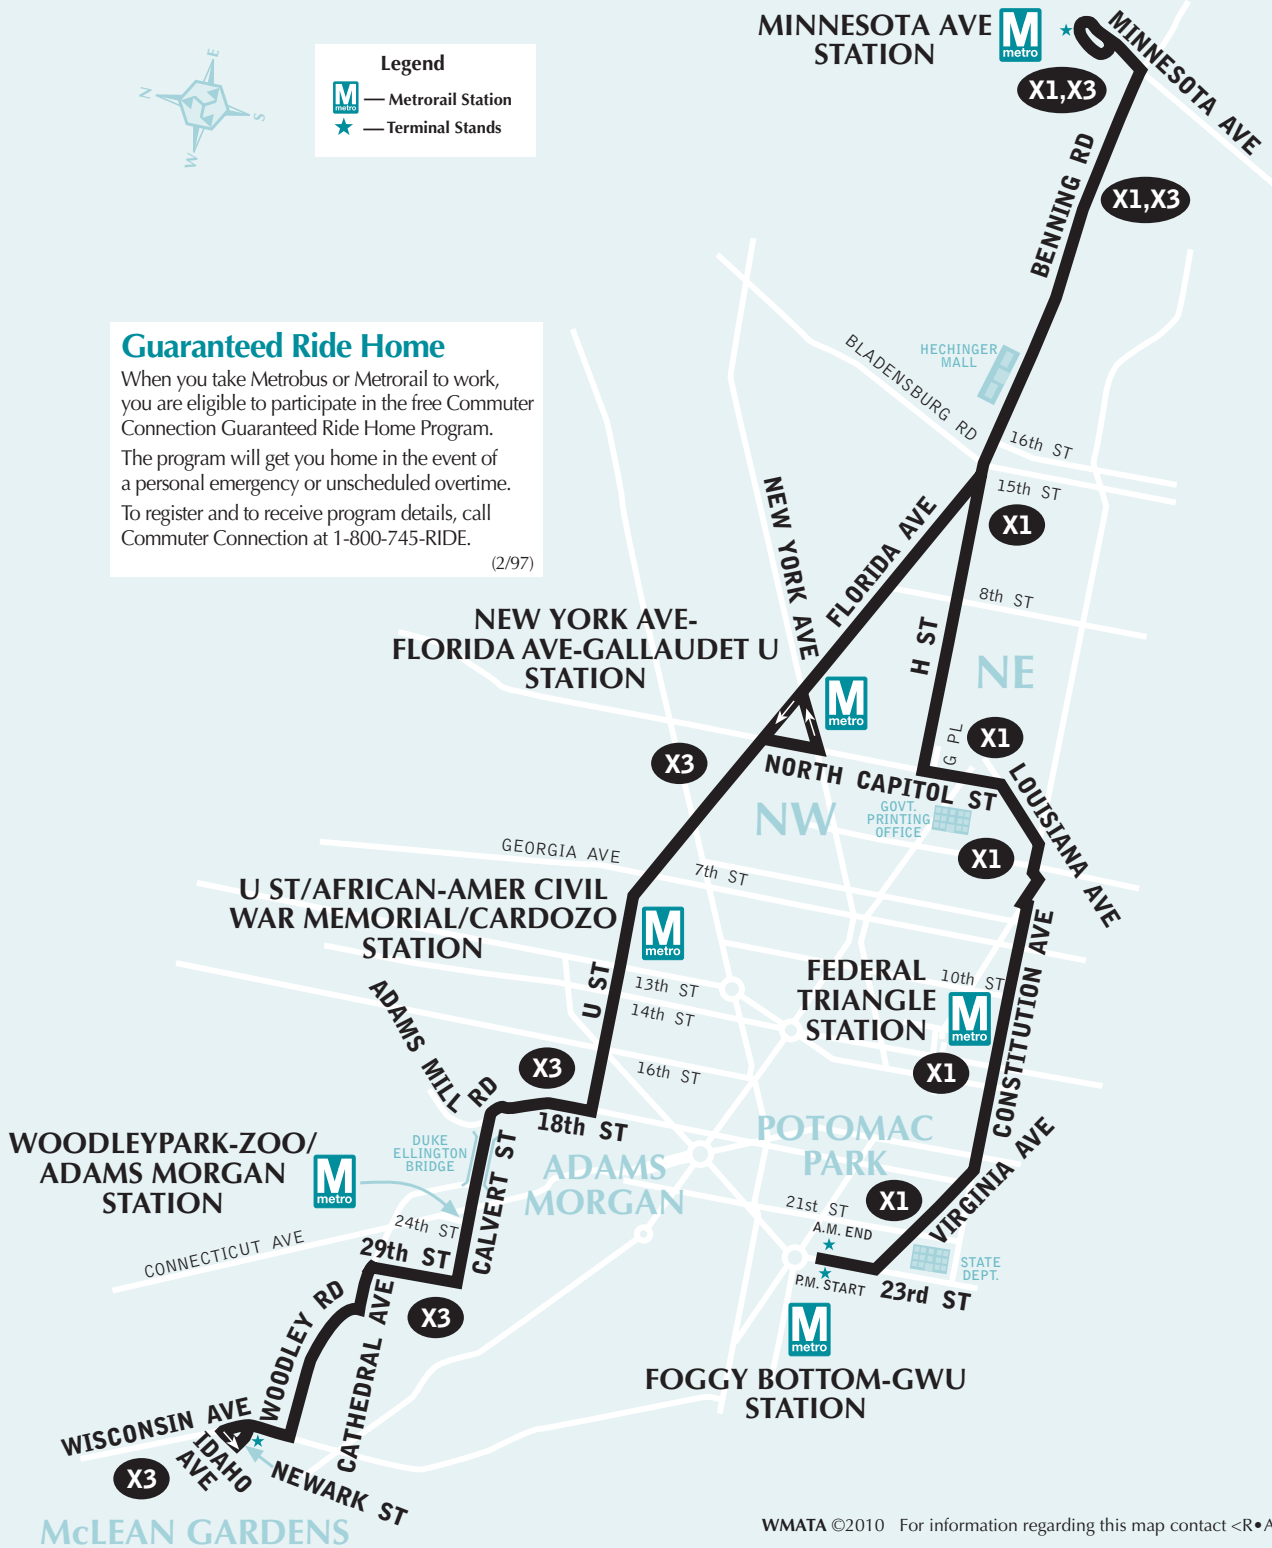 MINNESOTA AVE
STATION
M
metro
MINNESOTA AVE
X1,X3
N
E
S
W
Legend
M
metro
— Metrorail Station
— Terminal Stands
BENNING RD
X1,X3
Guaranteed Ride Home
When you take Metrobus or Metrorail to work,
you are eligible to participate in the free Commuter
Connection Guaranteed Ride Home Program.
The program will get you home in the event of
a personal emergency or unscheduled overtime.
To register and to receive program details, call
Commuter Connection at 1-800-745-RIDE.
(2/97)
BLADENSBURG RD
HECHINGER
MALL
16th ST
15th ST
X1
NEW YORK AVE
FLORIDA AVE
8th ST
H ST
NE
NEW YORK AVE-
FLORIDA AVE-GALLAUDET U
STATION
M
metro
G PL
X1
X3
NORTH CAPITOL ST
LOUISIANA AVE
NW
GOVT.
PRINTING
OFFICE
X1
GEORGIA AVE
7th ST
U ST/AFRICAN-AMER CIVIL
WAR MEMORIAL/CARDOZO
STATION
M
metro
CONSTITUTION AVE
FEDERAL
TRIANGLE
STATION
M
metro
10th ST
U ST
13th ST
14th ST
16th ST
X1
ADAMS MILL RD
X3
18th ST
POTOMAC
PARK
VIRGINIA AVE
WOODLEYPARK-ZOO/
ADAMS MORGAN
STATION
M
metro
DUKE
ELLINGTON
BRIDGE
CALVERT ST
ADAMS
MORGAN
X1
21st ST
A.M. END
24th ST
CONNECTICUT AVE
29th ST
STATE
DEPT.
P.M. START
23rd ST
X3
WOODLEY RD
CATHEDRAL AVE
M
metro
FOGGY BOTTOM-GWU
STATION
WISCONSIN AVE
IDAHO
AVE
NEWARK ST
X3
McLEAN GARDENS
WMATA ©2010 For information regarding this map contact <R•A